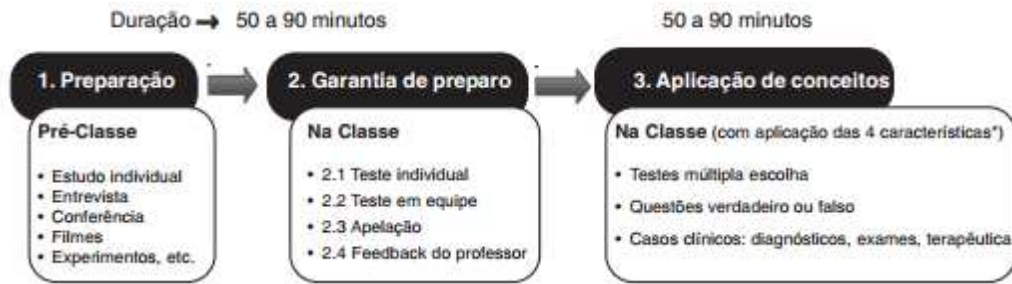 Duração → 50 a 90 minutos
50 a 90 minutos
1. Preparação
2. Garantia de preparo
3. Aplicação de conceitos
Pré-Classe
• Estudo individual
• Entrevista
• Conferência
• Filmes
• Experimentos, etc.
Na Classe
• 2.1 Teste individual
• 2.2 Teste em equipe
• 2.3 Apelação
• 2.4 Feedback do professor
Na Classe (com aplicação das 4 características*)
• Testes múltipla escolha
• Questões verdadeiro ou falso
• Casos clínicos: diagnósticos, exames, terapêutica